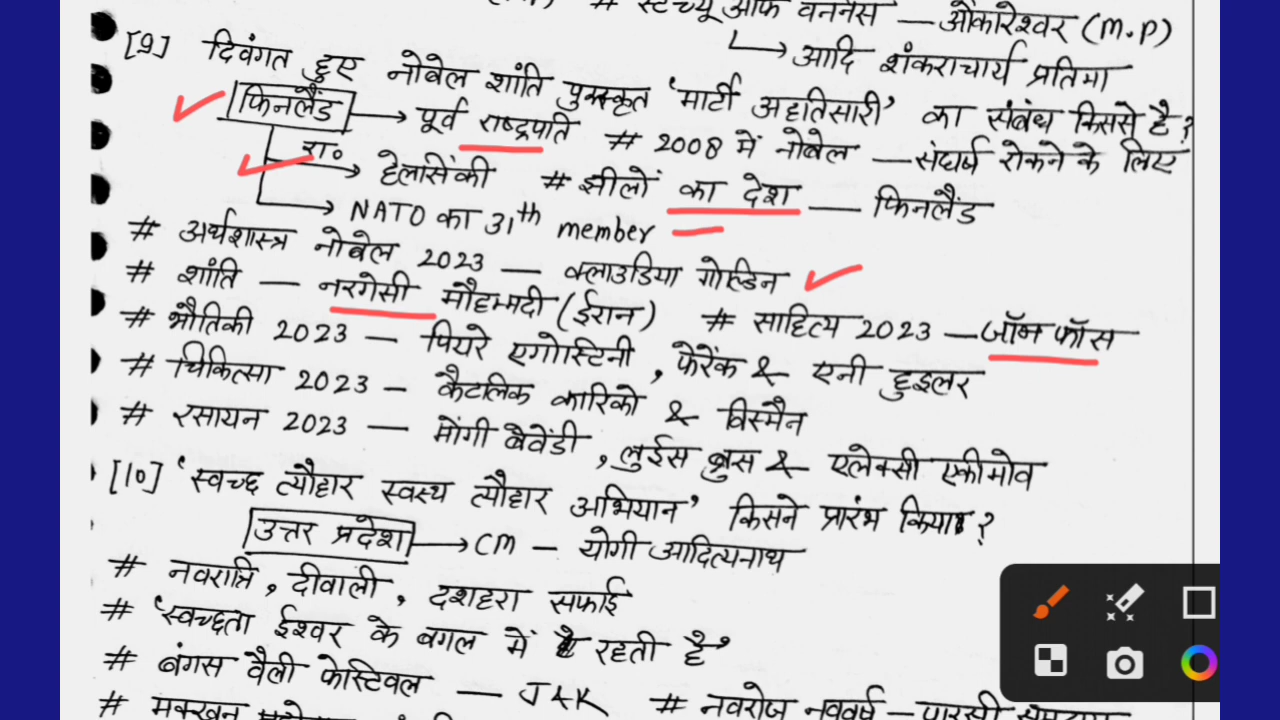 # स्टैच्यू ऑफ वननेस — ओंकारेश्वर (M.P)
↳ आदि शंकराचार्य प्रतिमा
[9] दिवंगत हुए नोबेल शांति पुरस्कृत 'मार्टी अहातिसारी' का संबंध किससे है?
फिनलैंड → पूर्व राष्ट्रपति # 2008 में नोबेल — संघर्ष रोकने के लिए
रा० → हेलसिंकी # झीलों का देश — फिनलैंड
→ NATO का 31th member
# अर्थशास्त्र नोबेल 2023 — क्लाउडिया गोल्डिन
# शांति — नरगेसी मौहम्मदी (ईरान) # साहित्य 2023 — जॉन फॉस
# भौतिकी 2023 — पियरे एगोस्टिनी, फेरेंक & एनी हुइलर
# चिकित्सा 2023 — कैटलिक कारिको & विस्मैन
# रसायन 2023 — मोंगी बेवेंडी, लुईस ब्रुस & एलेक्सी एकीमोव
[10] 'स्वच्छ त्यौहार स्वस्थ त्यौहार अभियान' किसने प्रारंभ किया?
उत्तर प्रदेश → CM — योगी आदित्यनाथ
# नवरात्रि, दीवाली, दशहरा सफाई
# 'स्वच्छता ईश्वर के बगल में रहती है'
# बंगस वैली फेस्टिवल — J&K # नवरोज नववर्ष — पारसी
# मक्खन